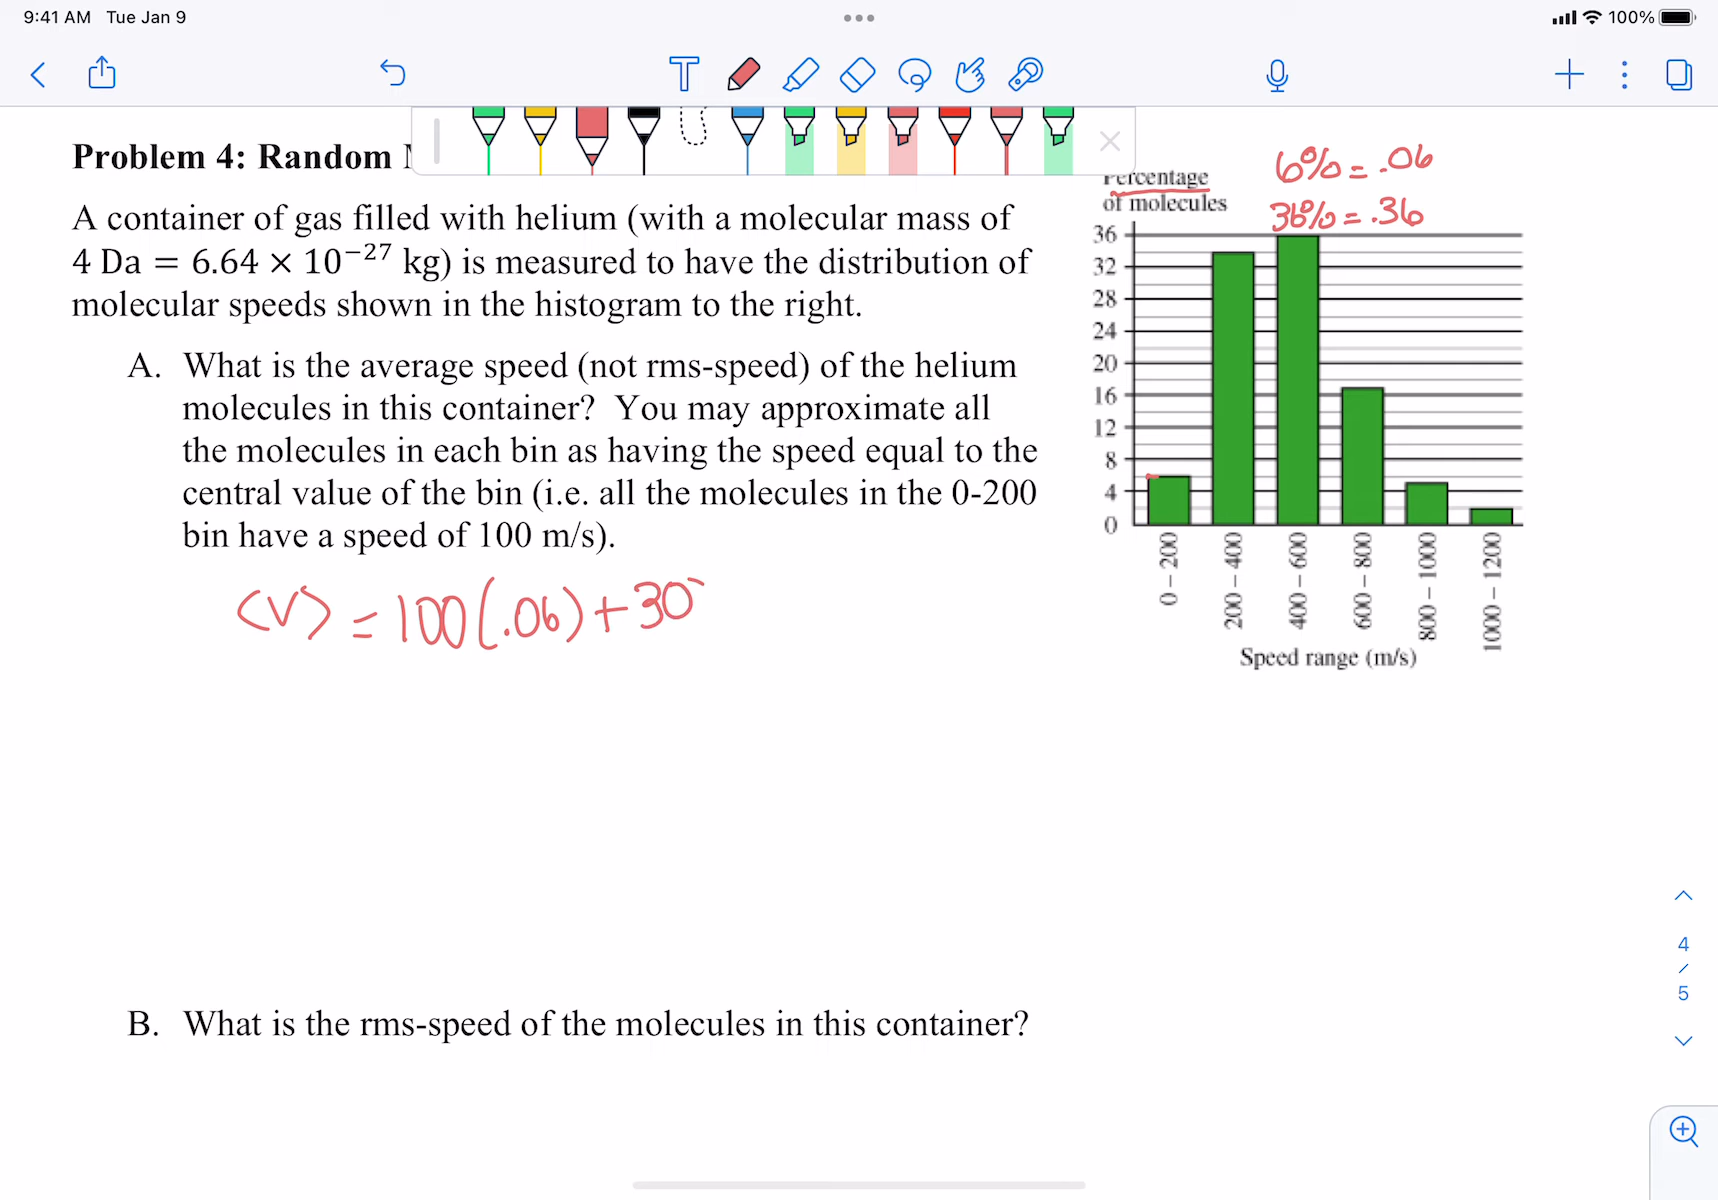 9:41 AM Tue Jan 9
100%
Problem 4: Random
A container of gas filled with helium (with a molecular mass of
4 Da = 6.64 × 10⁻²⁷ kg) is measured to have the distribution of
molecular speeds shown in the histogram to the right.
A. What is the average speed (not rms-speed) of the helium
molecules in this container? You may approximate all
the molecules in each bin as having the speed equal to the
central value of the bin (i.e. all the molecules in the 0-200
bin have a speed of 100 m/s).
⟨v⟩ = 100(.06)+30
B. What is the rms-speed of the molecules in this container?
6% = .06
36% = .36
Percentage
of molecules
36
32
28
24
20
16
12
8
4
0
0 – 200
200 – 400
400 – 600
600 – 800
800 – 1000
1000 – 1200
Speed range (m/s)
4
/
5